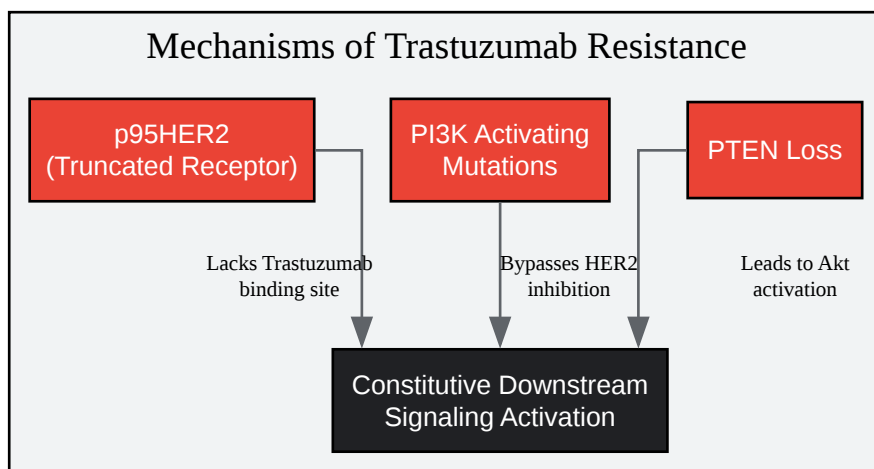 Mechanisms of Trastuzumab Resistance
p95HER2
(Truncated Receptor)
PI3K Activating
Mutations
PTEN Loss
Lacks Trastuzumab
binding site
Bypasses HER2
inhibition
Leads to Akt
activation
Constitutive Downstream
Signaling Activation